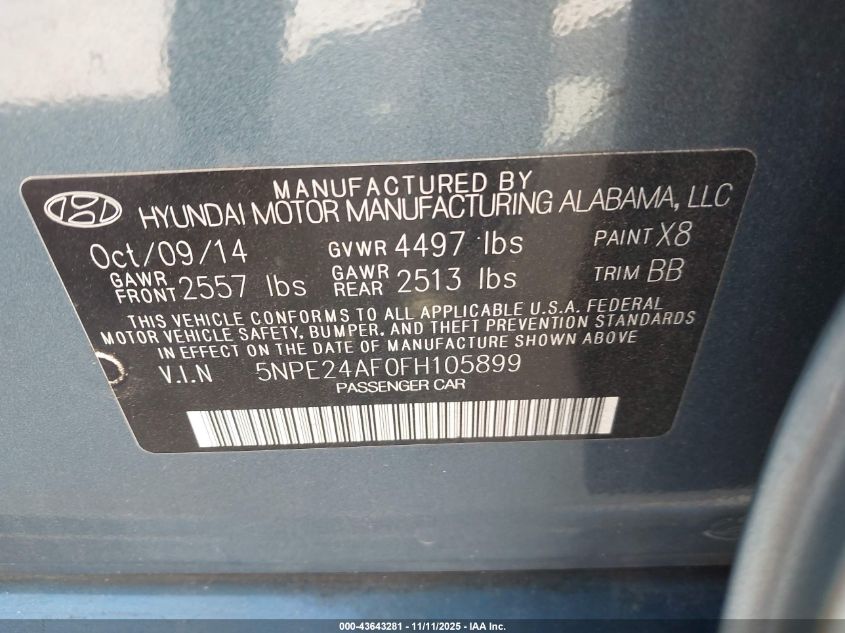 MANUFACTURED BY
HYUNDAI MOTOR MANUFACTURING ALABAMA, LLC
Oct/09/14 GVWR 4497 lbs PAINT X8
GAWR FRONT 2557 lbs GAWR REAR 2513 lbs TRIM BB
THIS VEHICLE CONFORMS TO ALL APPLICABLE U.S.A. FEDERAL
MOTOR VEHICLE SAFETY, BUMPER, AND THEFT PREVENTION STANDARDS
IN EFFECT ON THE DATE OF MANUFACTURE SHOWN ABOVE
V.I.N 5NPE24AF0FH105899
PASSENGER CAR
000-43643281 - 11/11/2025 - IAA Inc.